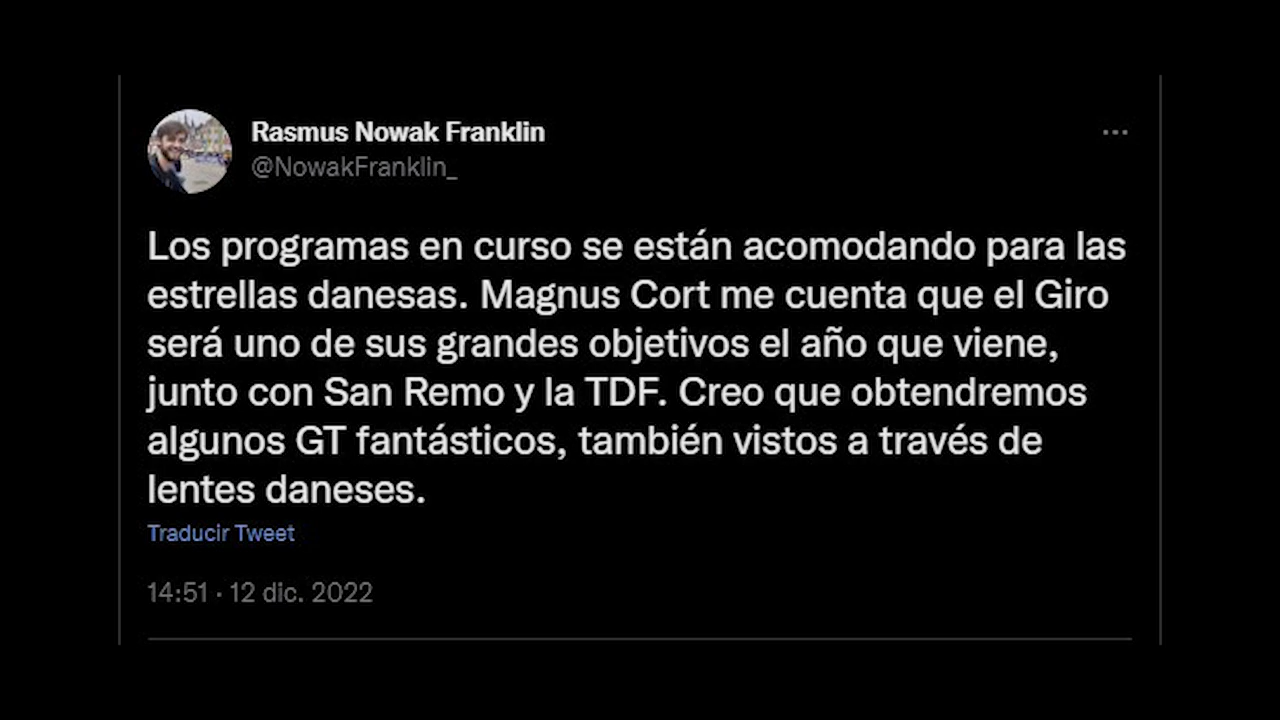 Rasmus Nowak Franklin
@NowakFranklin_
Los programas en curso se están acomodando para las
estrellas danesas. Magnus Cort me cuenta que el Giro
será uno de sus grandes objetivos el año que viene,
junto con San Remo y la TDF. Creo que obtendremos
algunos GT fantásticos, también vistos a través de
lentes daneses.
Traducir Tweet
14:51 · 12 dic. 2022